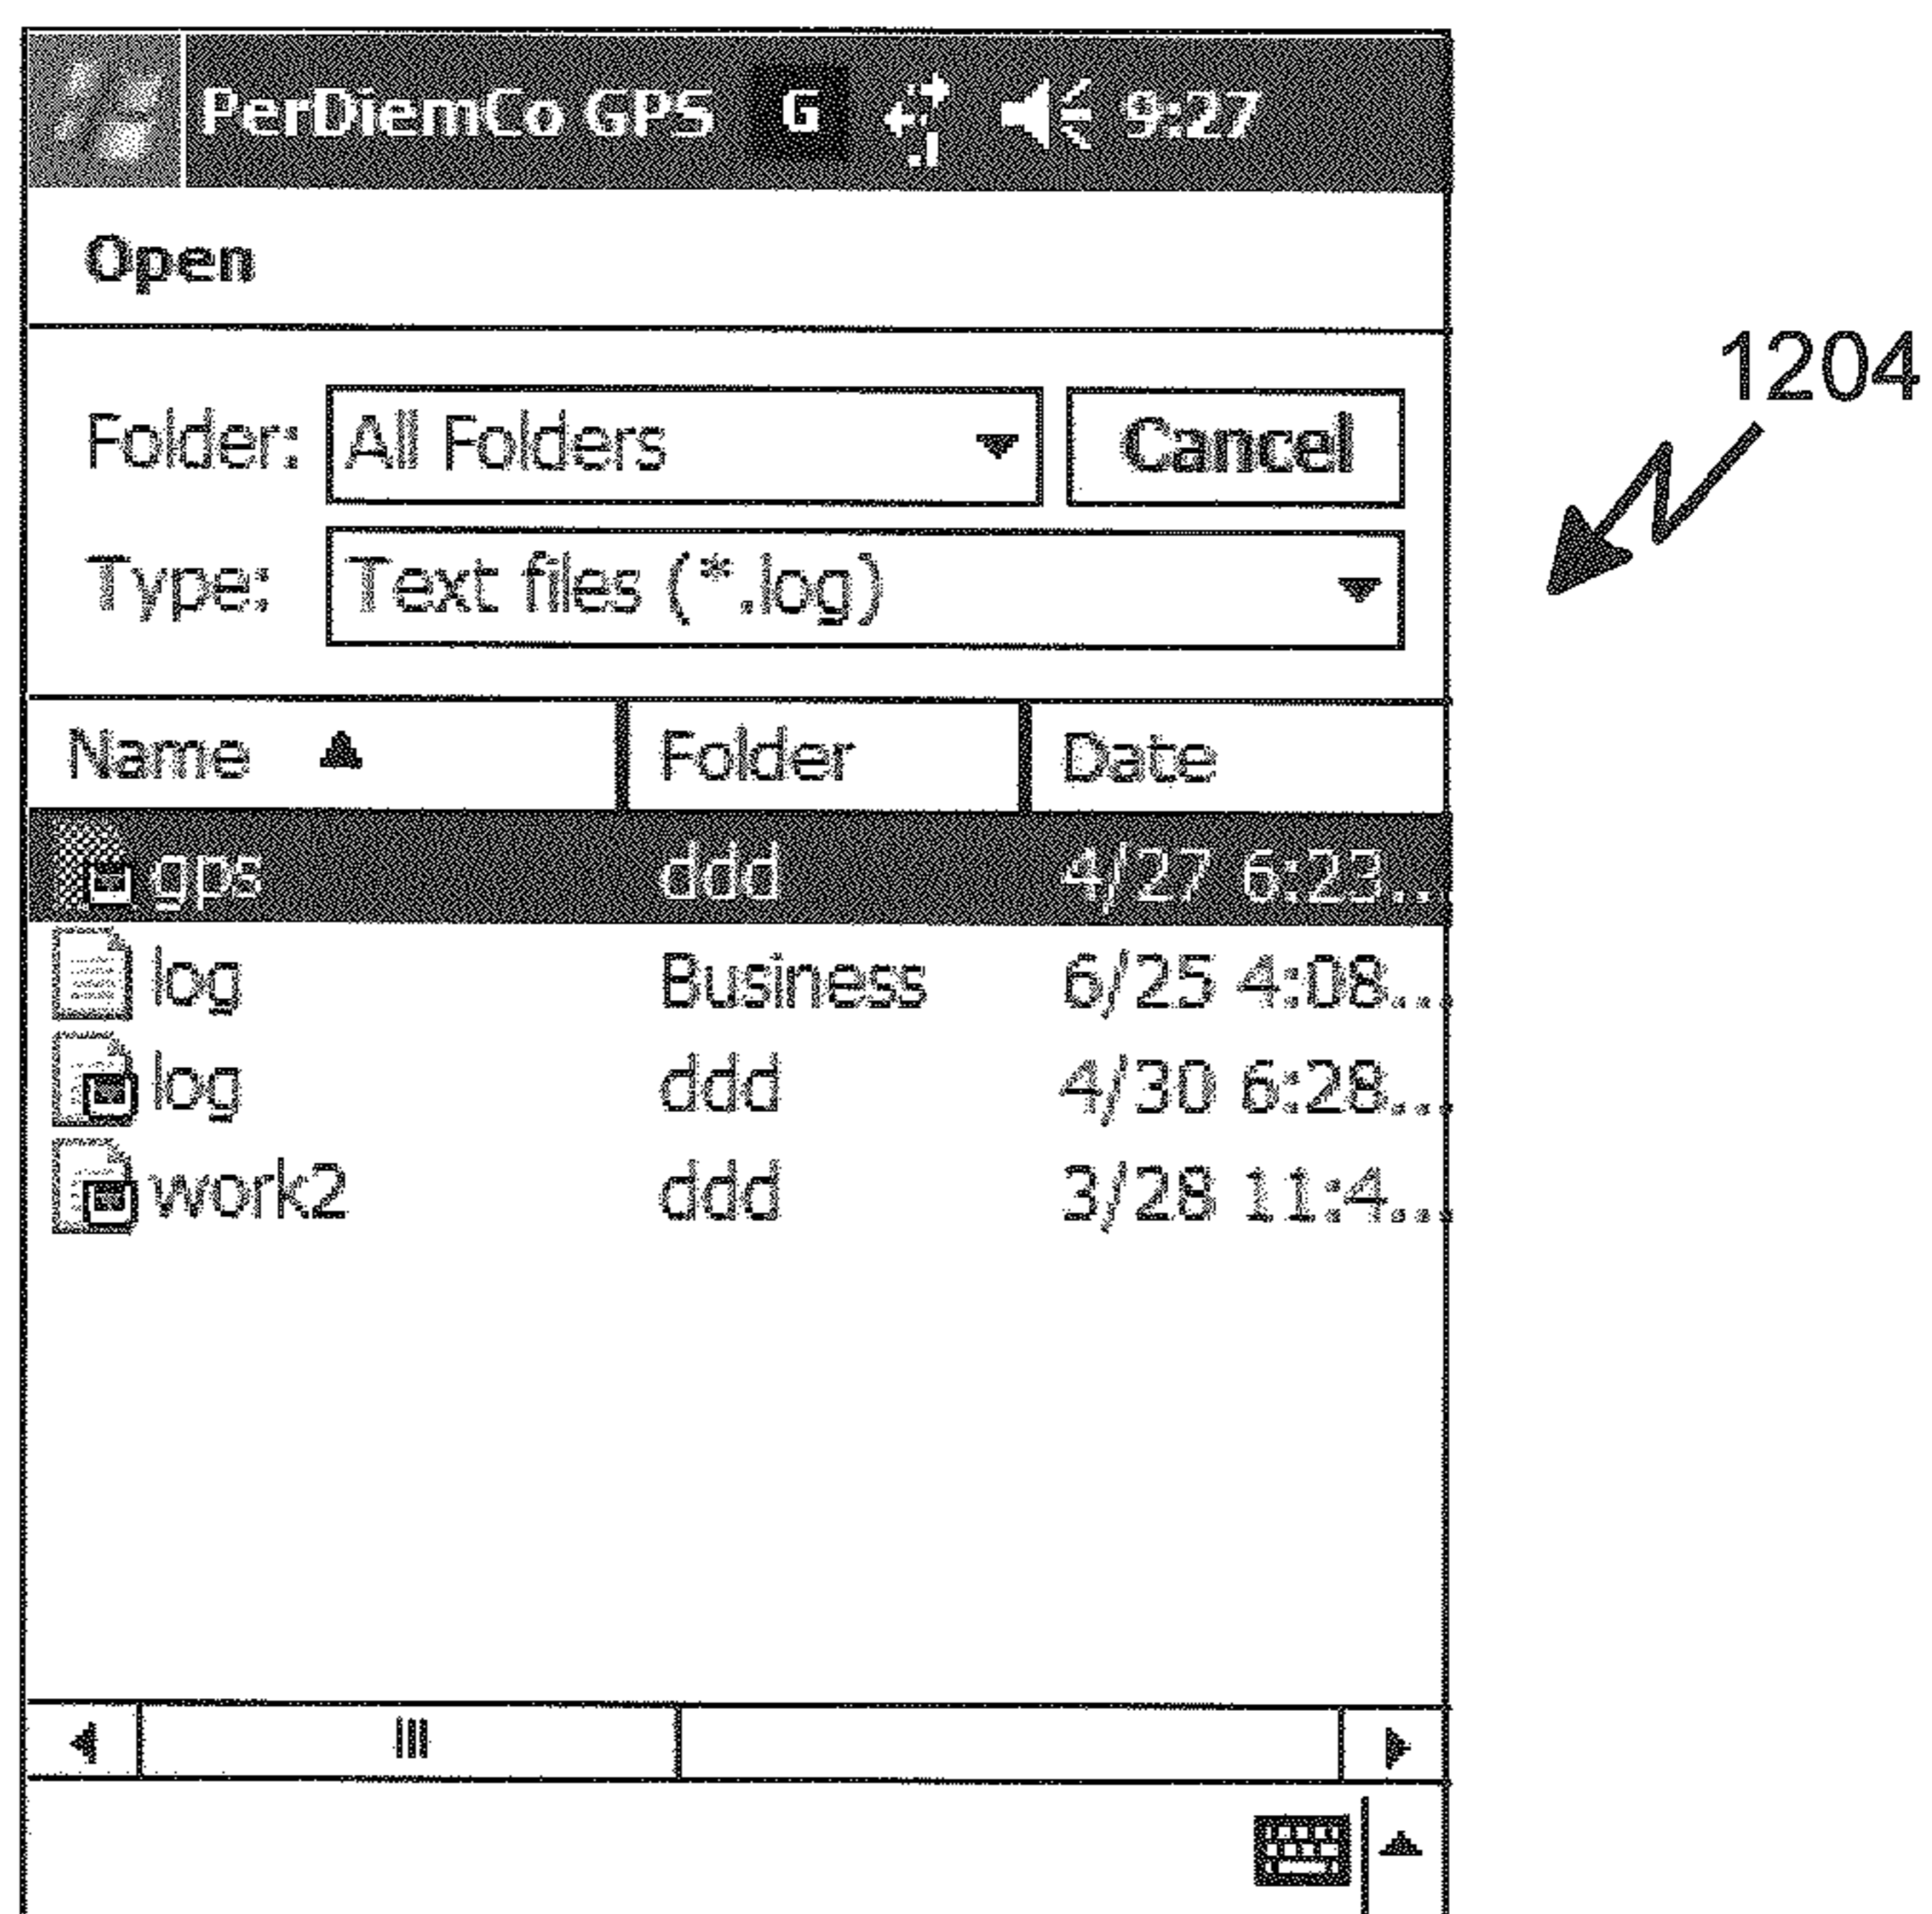 PerDiemCo GPS G 9:27
Open
1204
Folder: All Folders Cancel
Type: Text files (*.log)
Name Folder Date
gps ddd 4/27 6:23...
log Business 6/25 4:08...
log ddd 4/30 6:28...
work2 ddd 3/28 11:4...